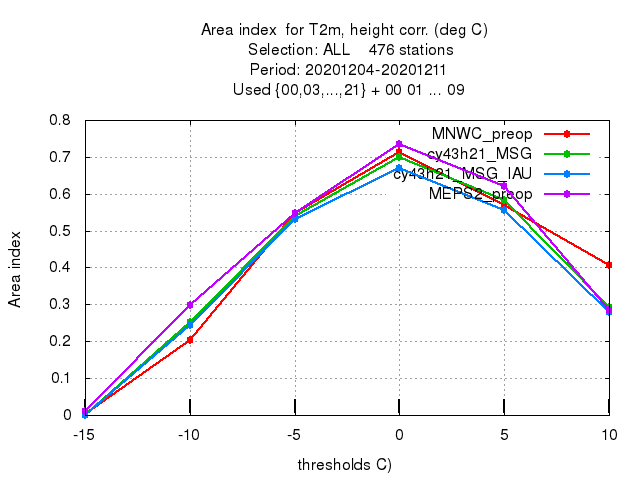 Area index  for T2m, height corr. (deg C)
Selection: ALL    476 stations
Period: 20201204-20201211
Used {00,03,...,21} + 00 01 ... 09
MNWC_preop
cy43h21_MSG
cy43h21_MSG_IAU
MEPS2_preop
Area index
0.8
0.7
0.6
0.5
0.4
0.3
0.2
0.1
0
-15 -10 -5 0 5 10
thresholds C)